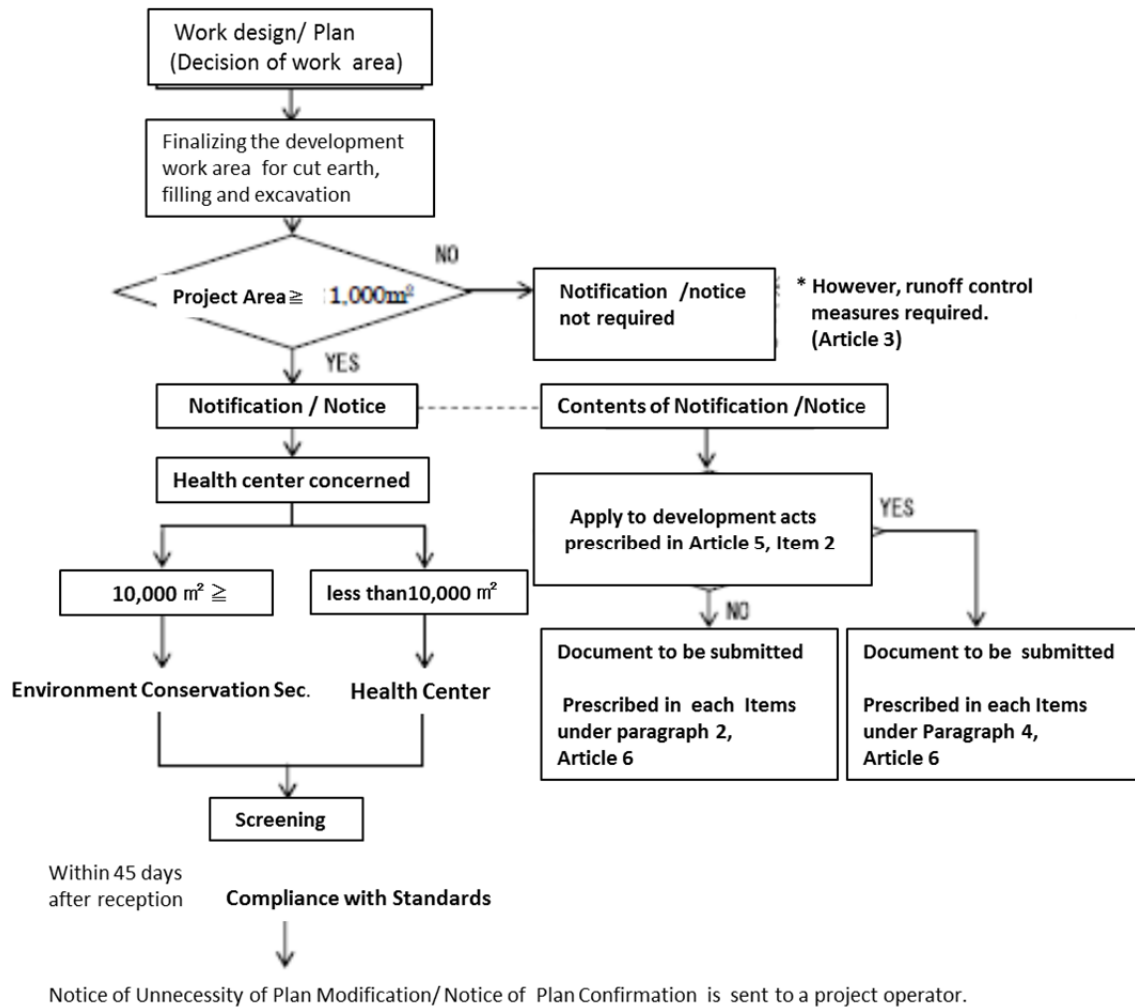 Work design/ Plan
(Decision of work area)
Finalizing the development
work area for cut earth,
filling and excavation
NO
Project Area ≧ 1,000m²
Notification /notice
not required
* However, runoff control
measures required.
(Article 3)
YES
Notification / Notice
Contents of Notification /Notice
Health center concerned
Apply to development acts
prescribed in Article 5, Item 2
YES
10,000 ㎡ ≧
less than10,000 ㎡
NO
Document to be submitted
Prescribed in each Items
under paragraph 2,
Article 6
Document to be submitted
Prescribed in each Items
under Paragraph 4,
Article 6
Environment Conservation Sec.
Health Center
Screening
Within 45 days
after reception
Compliance with Standards
Notice of Unnecessity of Plan Modification/ Notice of Plan Confirmation is sent to a project operator.